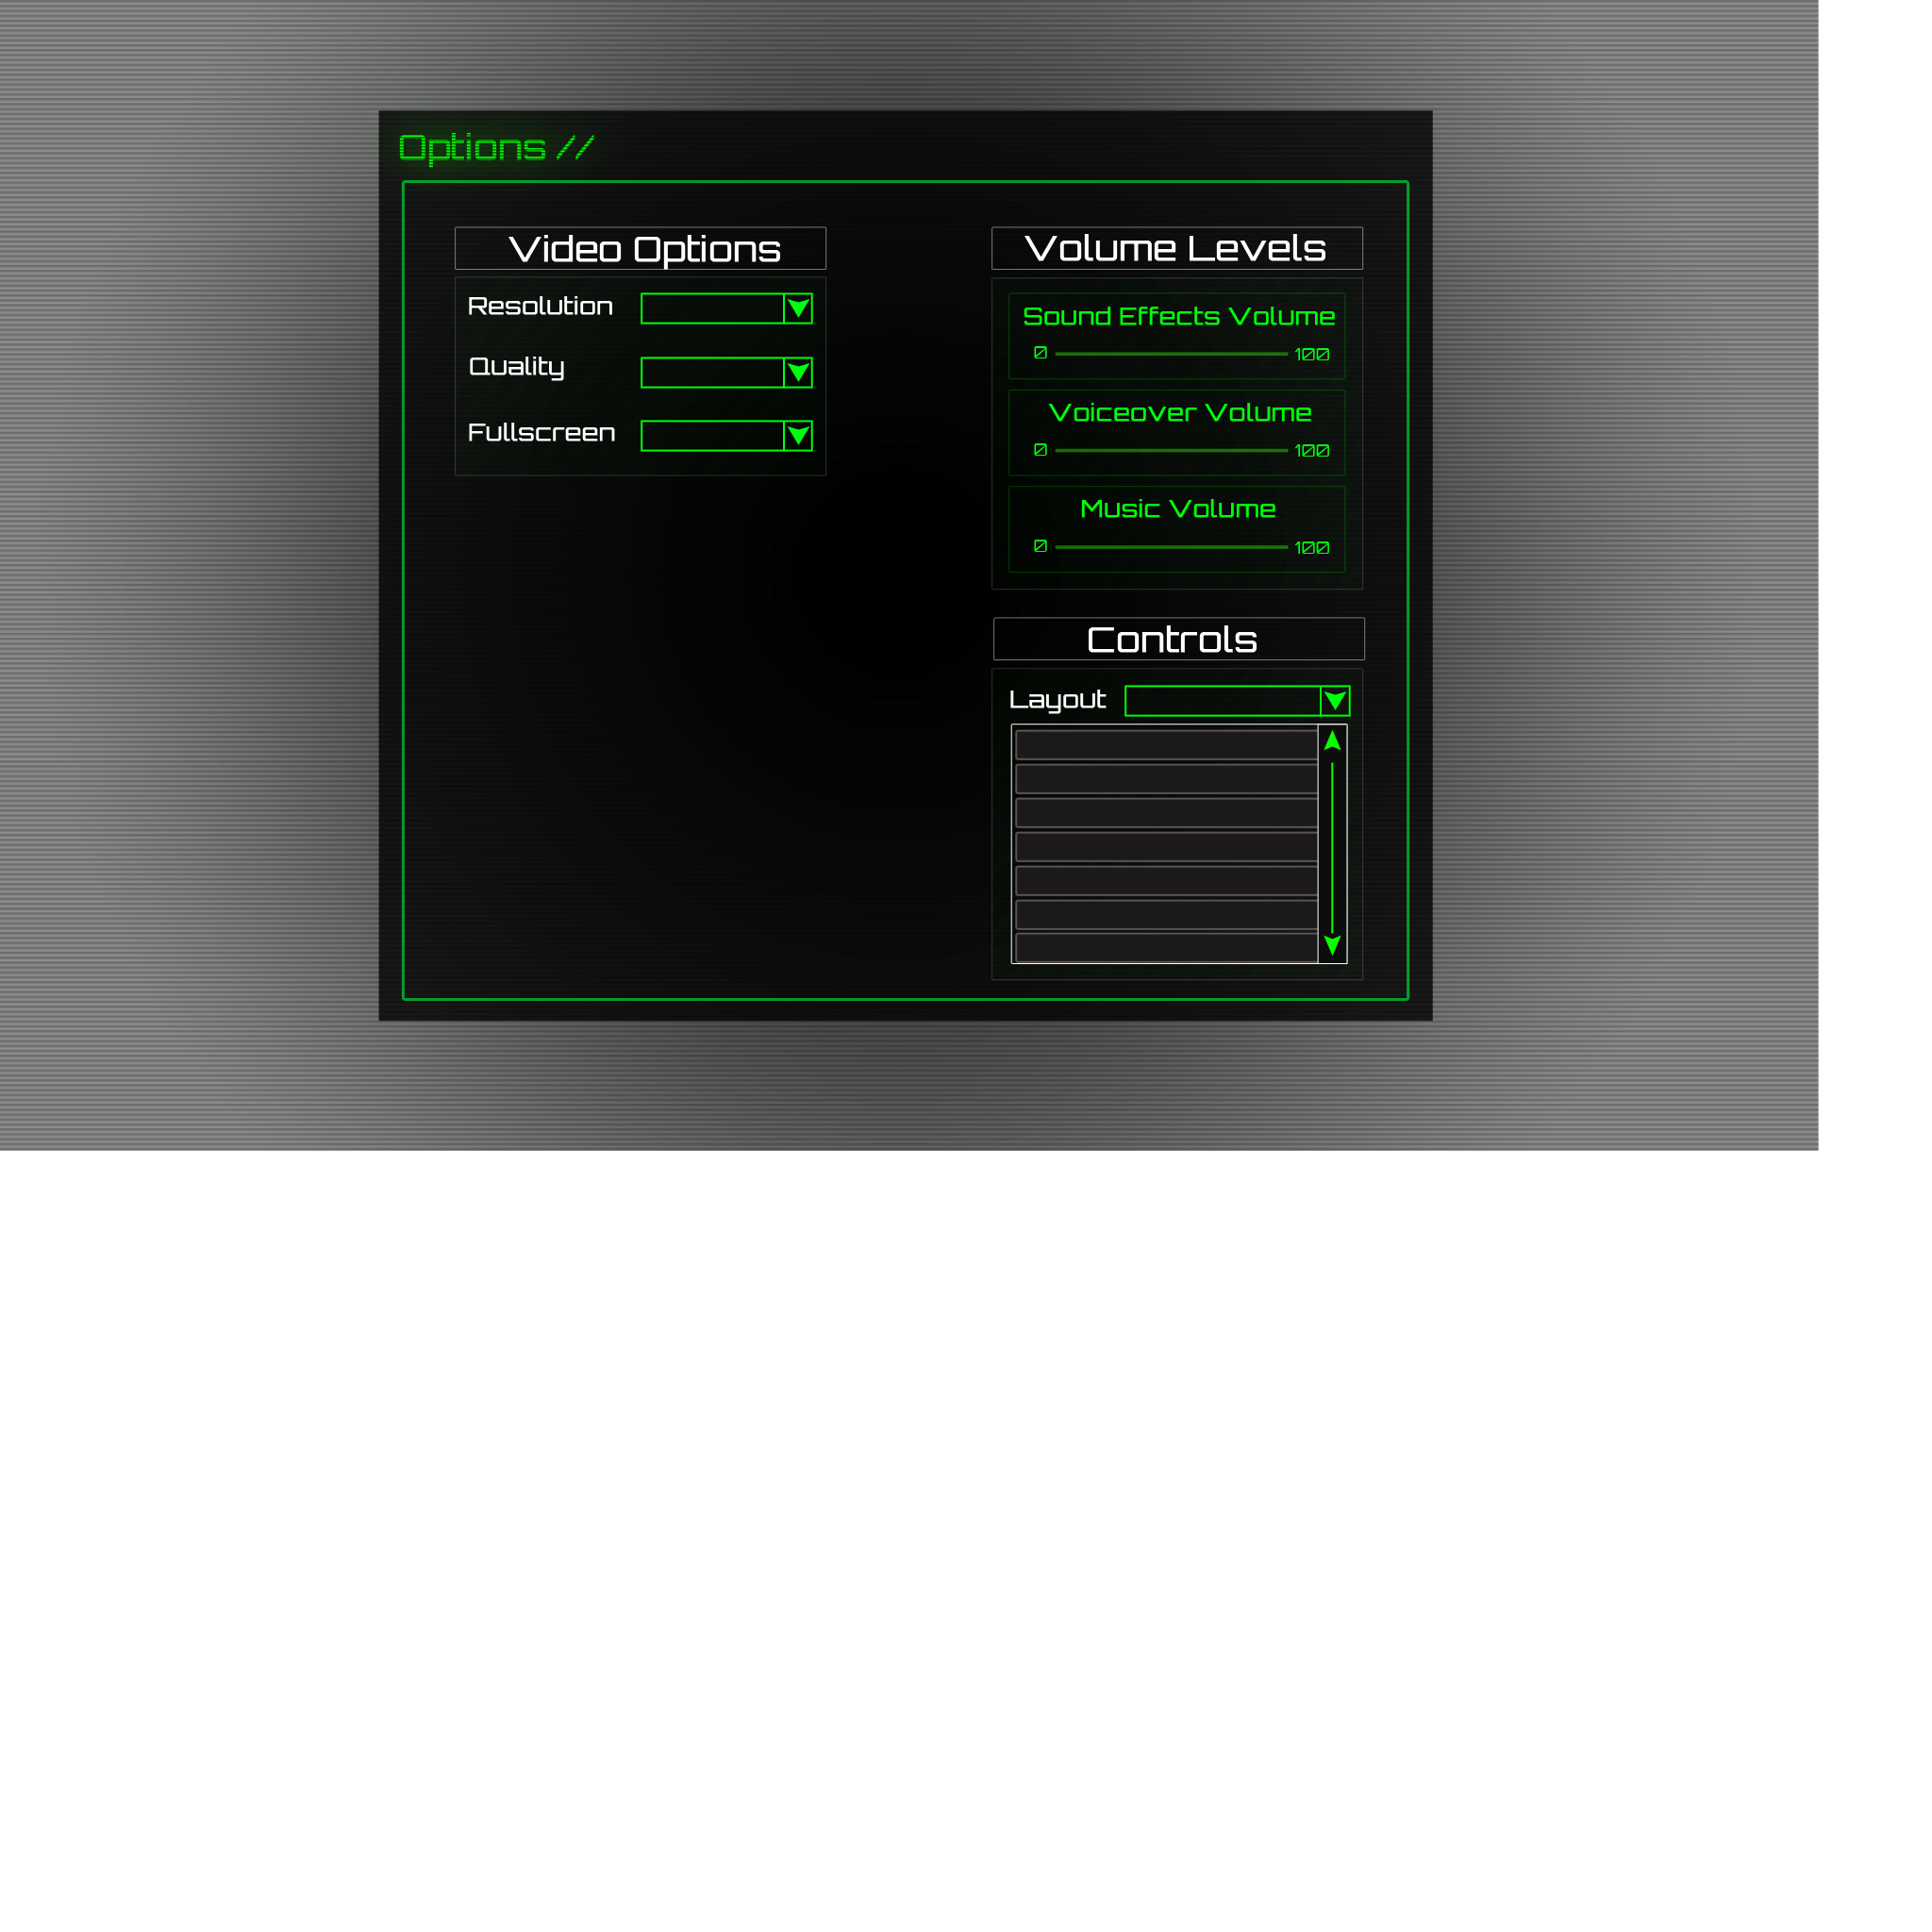 Options //
Video Options
Resolution
Quality
Fullscreen
Volume Levels
Sound Effects Volume
0 100
Voiceover Volume
0 100
Music Volume
0 100
Controls
Layout